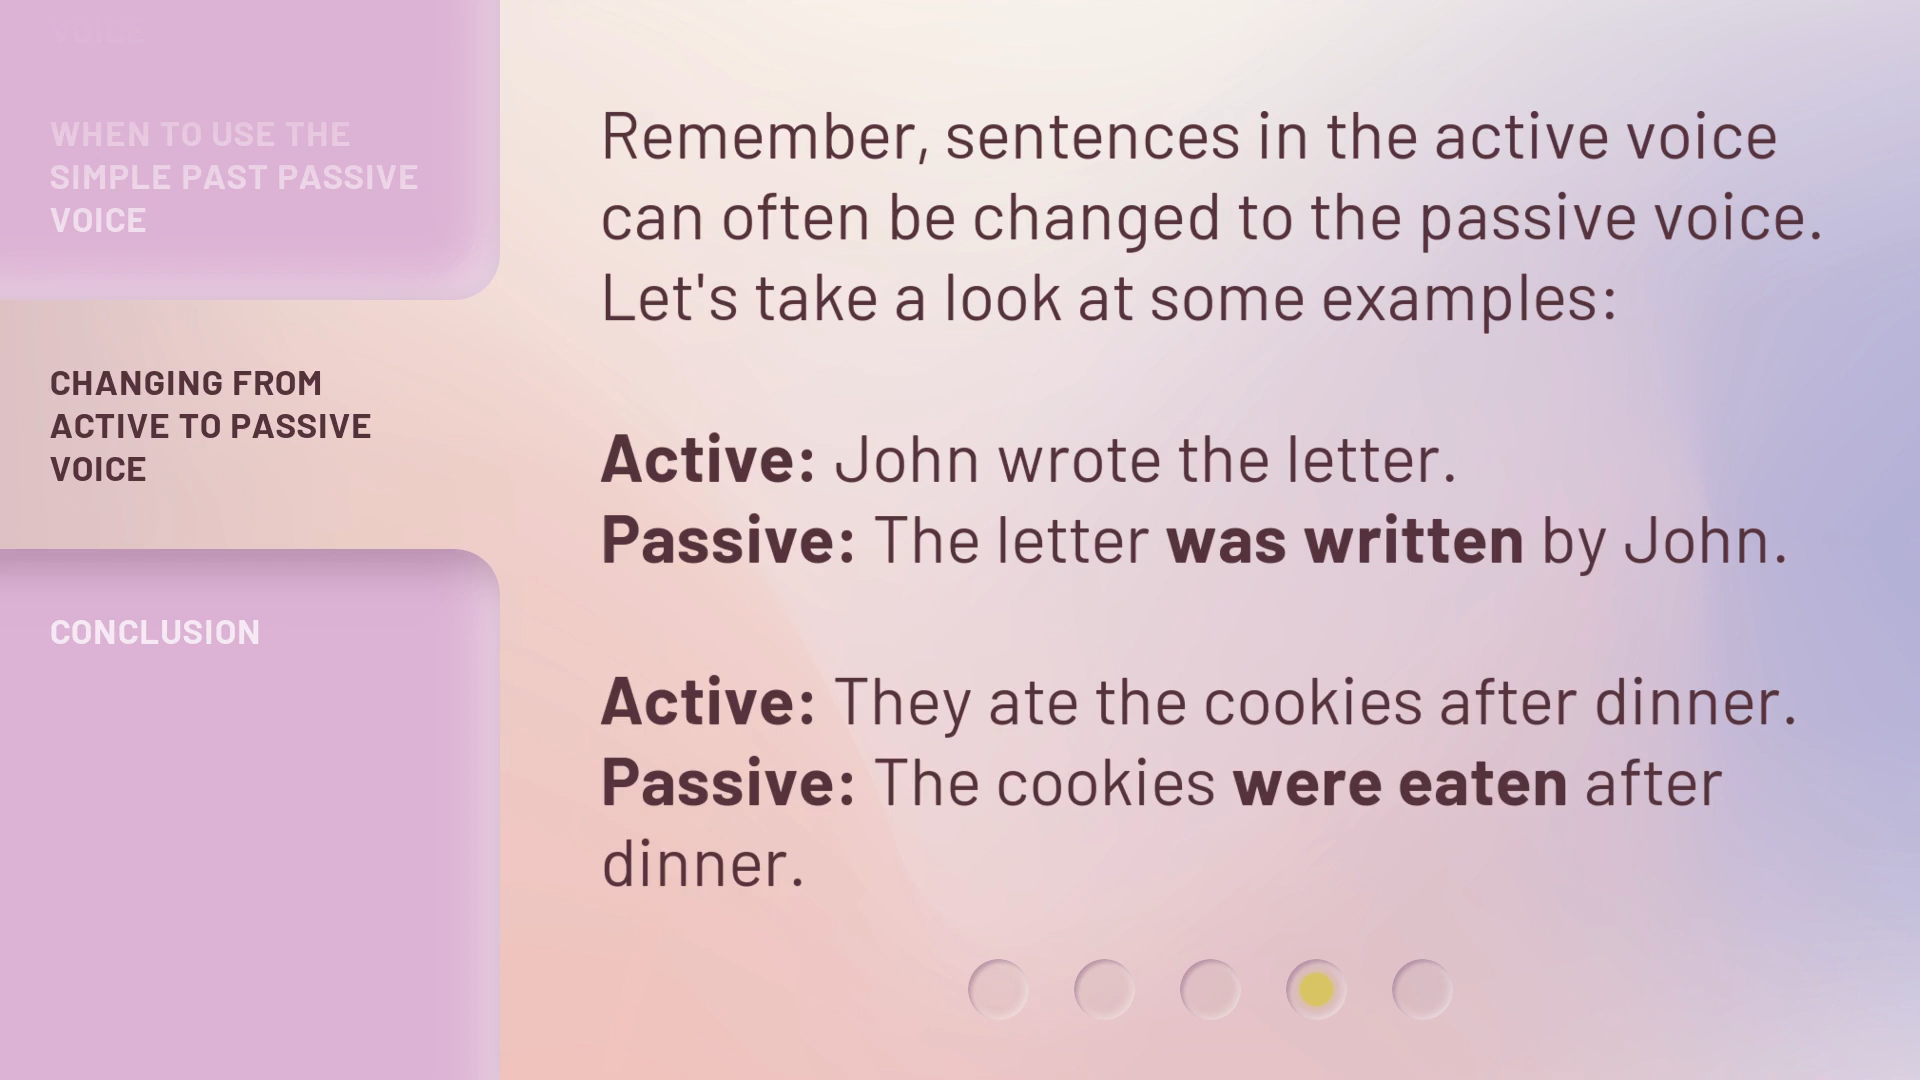 VOICE
WHEN TO USE THE
SIMPLE PAST PASSIVE
VOICE
CHANGING FROM
ACTIVE TO PASSIVE
VOICE
CONCLUSION
Remember, sentences in the active voice
can often be changed to the passive voice.
Let's take a look at some examples:
Active: John wrote the letter.
Passive: The letter was written by John.
Active: They ate the cookies after dinner.
Passive: The cookies were eaten after
dinner.